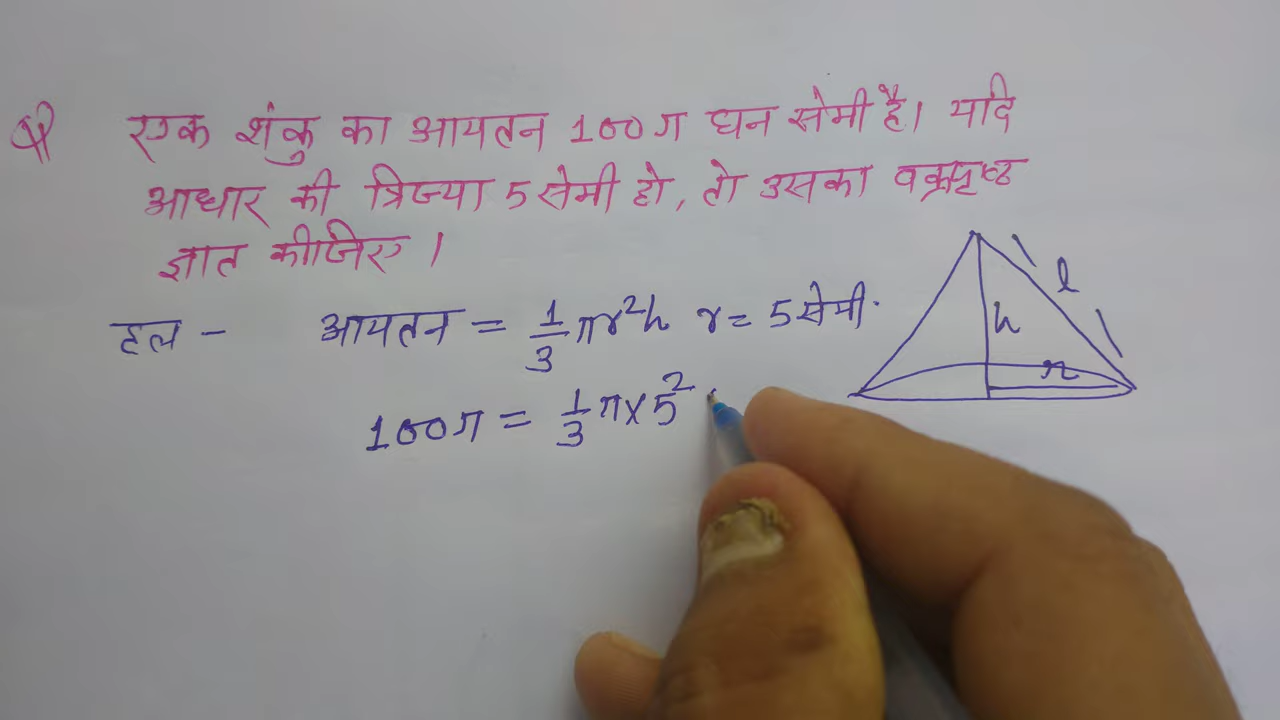 प्र एक शंकु का आयतन 100π घन सेमी है। यदि
आधार की त्रिज्या 5 सेमी हो, तो उसका वक्रपृष्ठ
ज्ञात कीजिए।
हल - आयतन = 1/3 πr²h r = 5 सेमी.
100π = 1/3 π× 5²
l
h
r